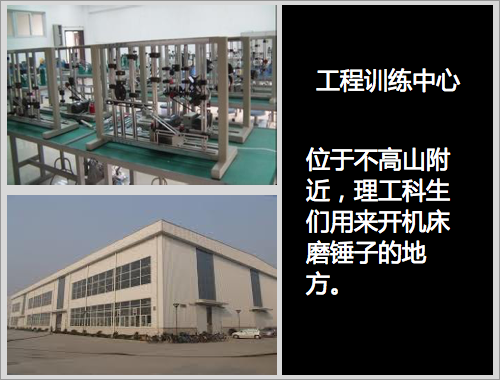 工程训练中心
位于不高山附
近，理工科生
们用来开机床
磨锤子的地
方。